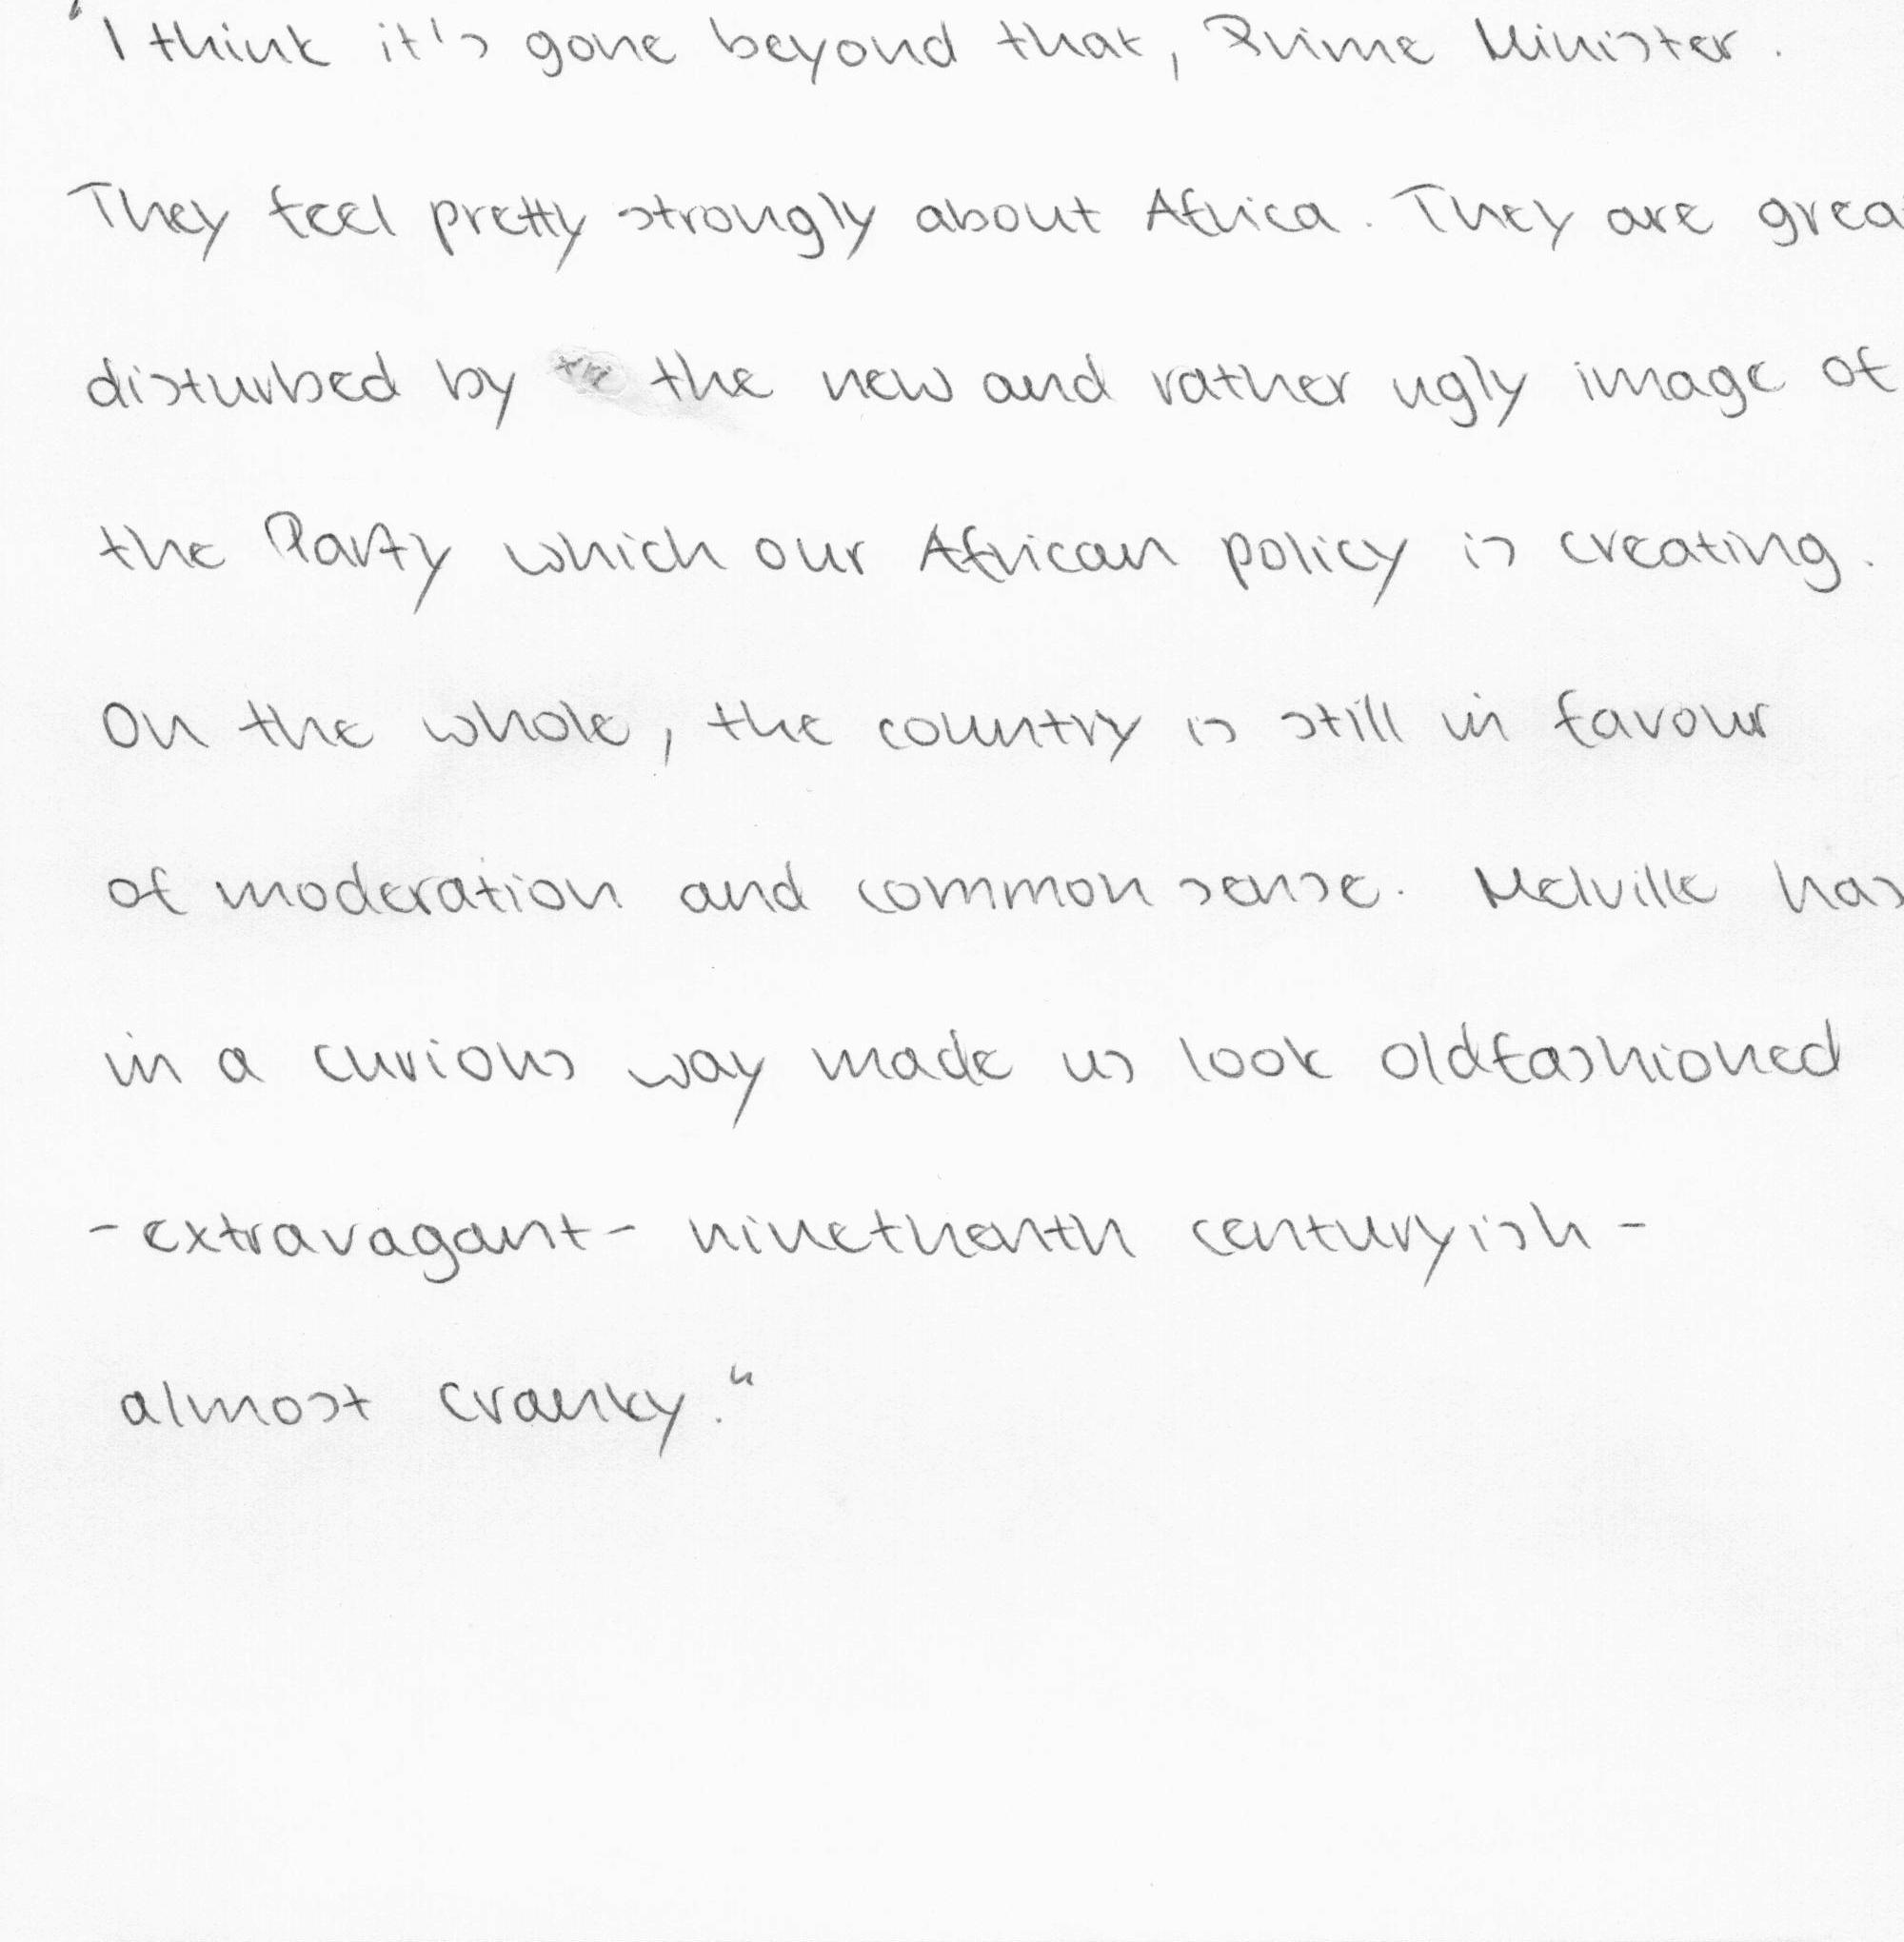 "I think it's gone beyond that, Prime Minister.
They feel pretty strongly about Africa. They are grea
disturbed by the new and rather ugly image of
the Party which our African policy is creating.
On the whole, the country is still in favour
of moderation and common sense. Melville has
in a curious way made us look oldfashioned
- extravagant - ninetheenth centuryish -
almost cranky."